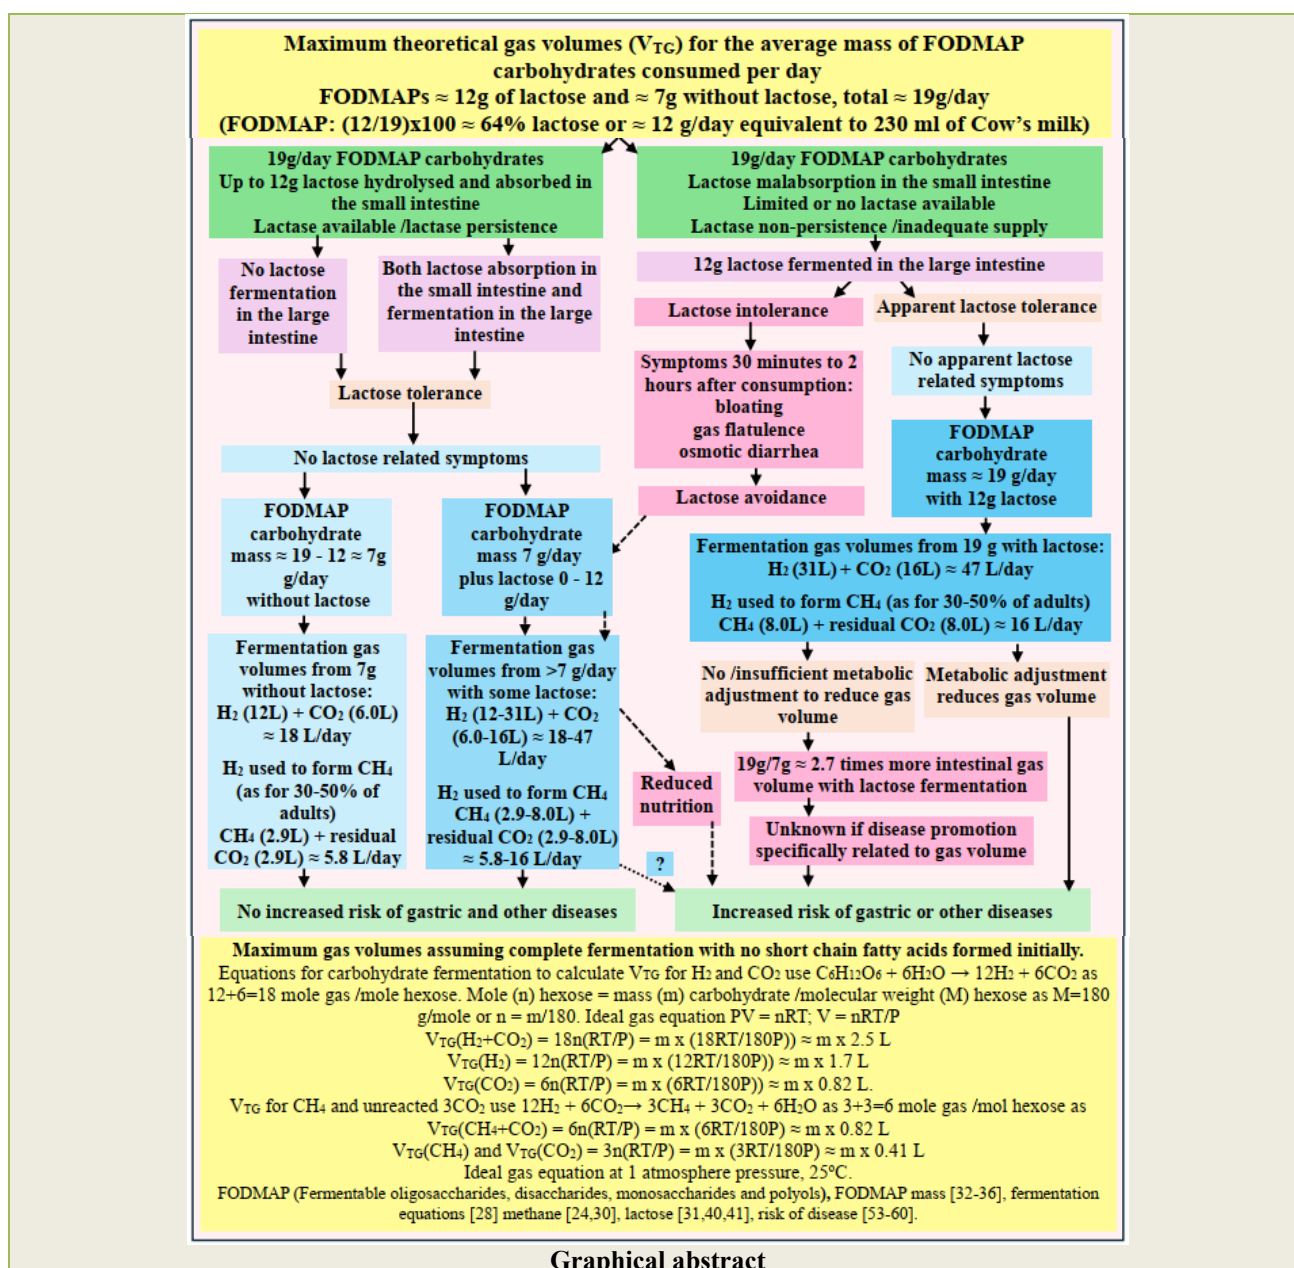 Maximum theoretical gas volumes (VTG) for the average mass of FODMAP
carbohydrates consumed per day
FODMAPs ≈ 12g of lactose and ≈ 7g without lactose, total ≈ 19g/day
(FODMAP: (12/19)x100 ≈ 64% lactose or ≈ 12 g/day equivalent to 230 ml of Cow's milk)
19g/day FODMAP carbohydrates
Up to 12g lactose hydrolysed and absorbed in
the small intestine
Lactase available /lactase persistence
19g/day FODMAP carbohydrates
Lactose malabsorption in the small intestine
Limited or no lactase available
Lactase non-persistence /inadequate supply
No lactose
fermentation
in the large
intestine
Both lactose absorption in
the small intestine and
fermentation in the large
intestine
12g lactose fermented in the large intestine
Lactose intolerance
Apparent lactose tolerance
Symptoms 30 minutes to 2
hours after consumption:
bloating
gas flatulence
osmotic diarrhea
No apparent lactose
related symptoms
Lactose tolerance
No lactose related symptoms
Lactose avoidance
FODMAP
carbohydrate
mass ≈ 19 g/day
with 12g lactose
FODMAP
carbohydrate
mass ≈ 19 - 12 ≈ 7g
g/day
without lactose
FODMAP
carbohydrate
mass 7 g/day
plus lactose 0 - 12
g/day
Fermentation gas volumes from 19 g with lactose:
H2 (31L) + CO2 (16L) ≈ 47 L/day
H2 used to form CH4 (as for 30-50% of adults)
CH4 (8.0L) + residual CO2 (8.0L) ≈ 16 L/day
Fermentation gas
volumes from 7g
without lactose:
H2 (12L) + CO2 (6.0L)
≈ 18 L/day
H2 used to form CH4
(as for 30-50% of
adults)
CH4 (2.9L) + residual
CO2 (2.9L) ≈ 5.8 L/day
Fermentation gas
volumes from >7 g/day
with some lactose:
H2 (12-31L) + CO2
(6.0-16L) ≈ 18-47
L/day
H2 used to form CH4
CH4 (2.9-8.0L) +
residual CO2 (2.9-8.0L)
≈ 5.8-16 L/day
No /insufficient metabolic
adjustment to reduce gas
volume
Metabolic adjustment
reduces gas volume
Reduced
nutrition
19g/7g ≈ 2.7 times more intestinal gas
volume with lactose fermentation
Unknown if disease promotion
specifically related to gas volume
?
No increased risk of gastric and other diseases
Increased risk of gastric or other diseases
Maximum gas volumes assuming complete fermentation with no short chain fatty acids formed initially.
Equations for carbohydrate fermentation to calculate VTG for H2 and CO2 use C6H12O6 + 6H2O → 12H2 + 6CO2 as
12+6=18 mole gas /mole hexose. Mole (n) hexose = mass (m) carbohydrate /molecular weight (M) hexose as M=180
g/mole or n = m/180. Ideal gas equation PV = nRT; V = nRT/P
VTG(H2+CO2) = 18n(RT/P) = m x (18RT/180P)) ≈ m x 2.5 L
VTG(H2) = 12n(RT/P) = m x (12RT/180P)) ≈ m x 1.7 L
VTG(CO2) = 6n(RT/P) = m x (6RT/180P)) ≈ m x 0.82 L.
VTG for CH4 and unreacted 3CO2 use 12H2 + 6CO2→ 3CH4 + 3CO2 + 6H2O as 3+3=6 mole gas /mol hexose as
VTG(CH4+CO2) = 6n(RT/P) = m x (6RT/180P) ≈ m x 0.82 L
VTG(CH4) and VTG(CO2) = 3n(RT/P) = m x (3RT/180P) ≈ m x 0.41 L
Ideal gas equation at 1 atmosphere pressure, 25ºC.
FODMAP (Fermentable oligosaccharides, disaccharides, monosaccharides and polyols), FODMAP mass [32-36], fermentation
equations [28] methane [24,30], lactose [31,40,41], risk of disease [53-60].
Graphical abstract